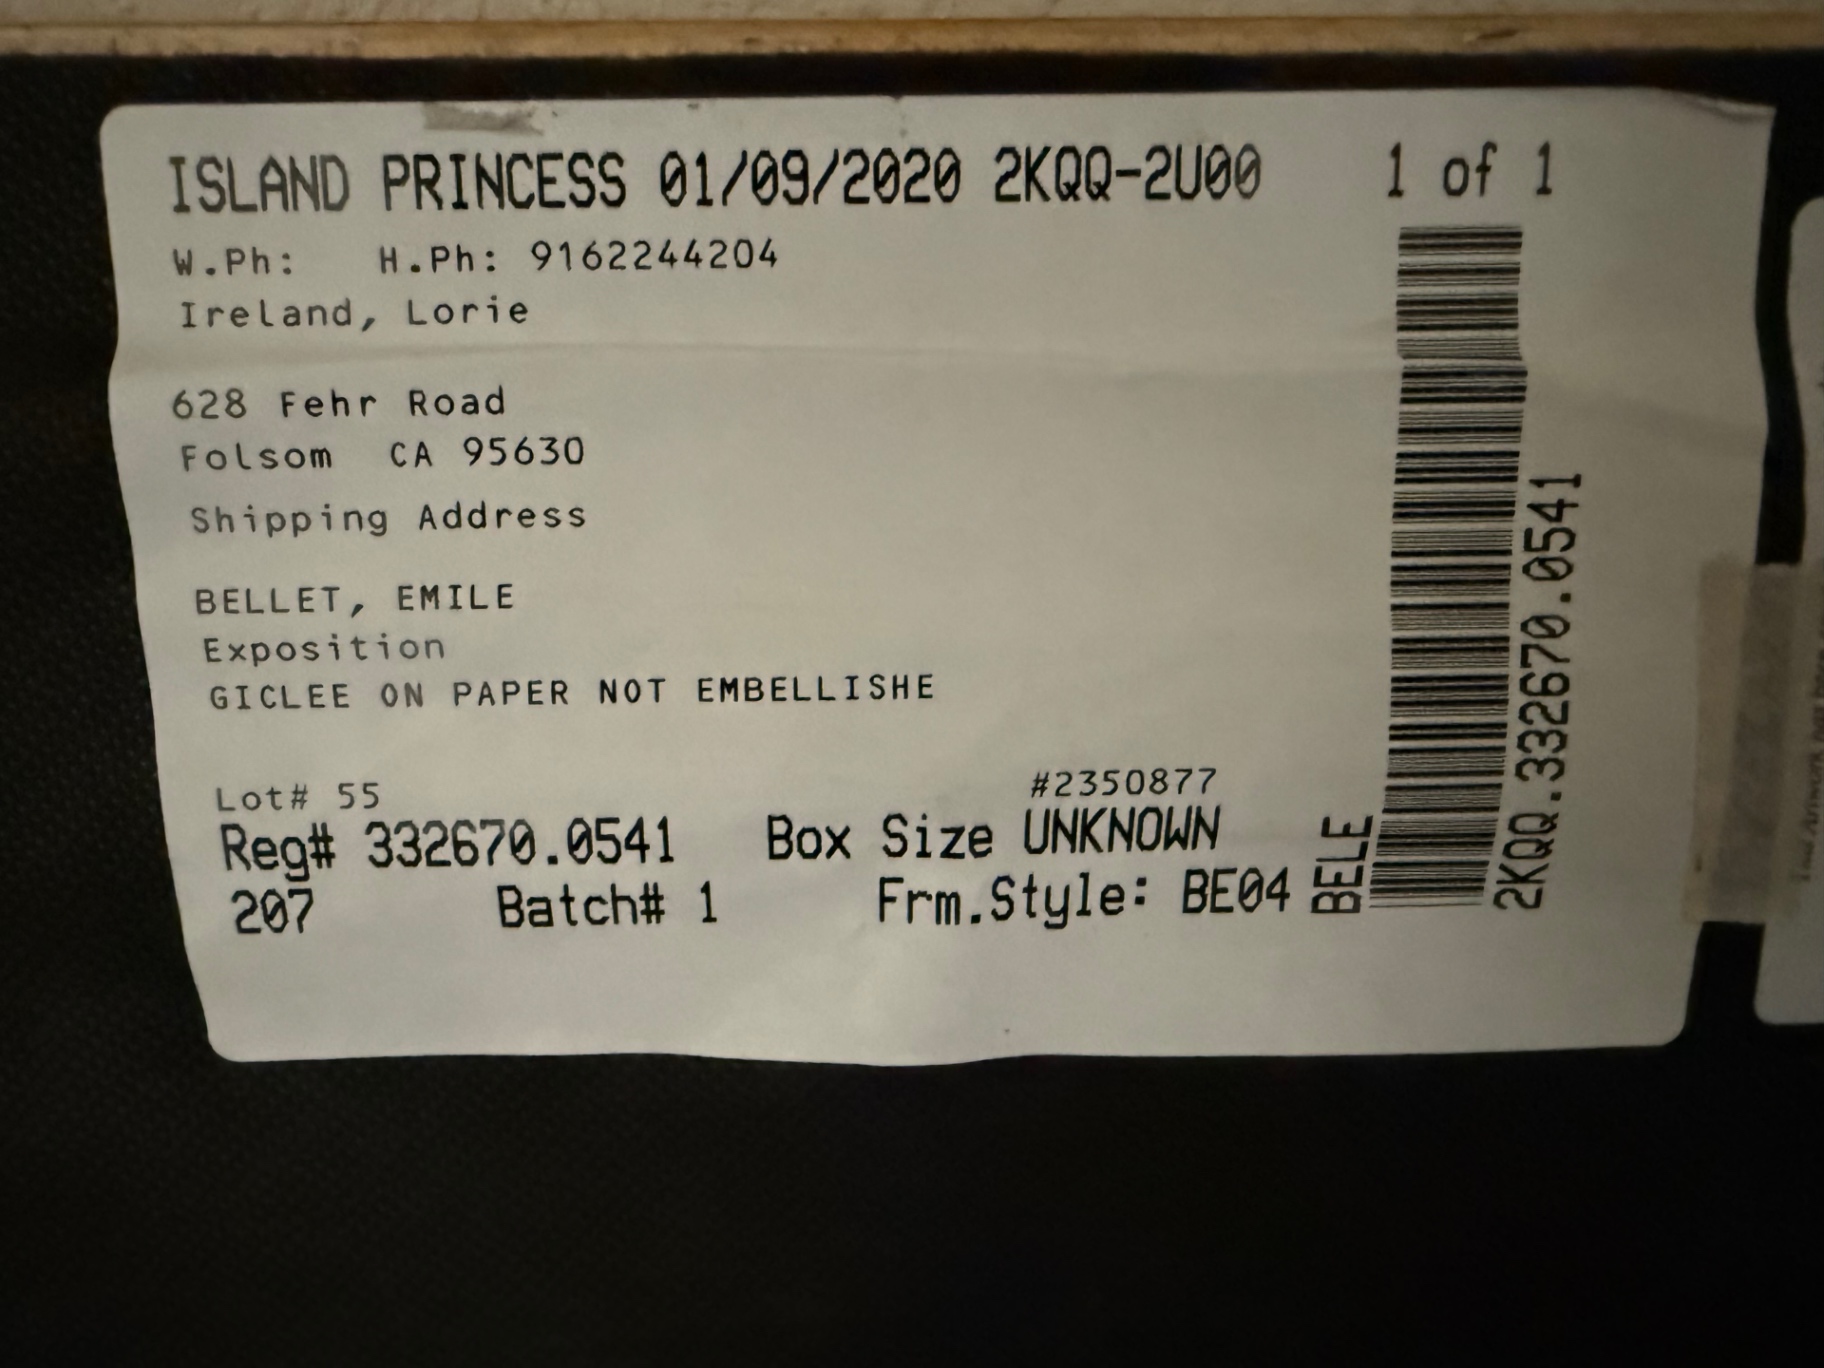 ISLAND PRINCESS 01/09/2020 2KQQ-2U00 1 of 1
W.Ph: H.Ph: 9162244204
Ireland, Lorie
628 Fehr Road
Folsom CA 95630
Shipping Address
BELLET, EMILE
Exposition
GICLEE ON PAPER NOT EMBELLISHE
Lot# 55 #2350877
Reg# 332670.0541 Box Size UNKNOWN
207 Batch# 1 Frm.Style: BE04
BELE
2KQQ.332670.0541